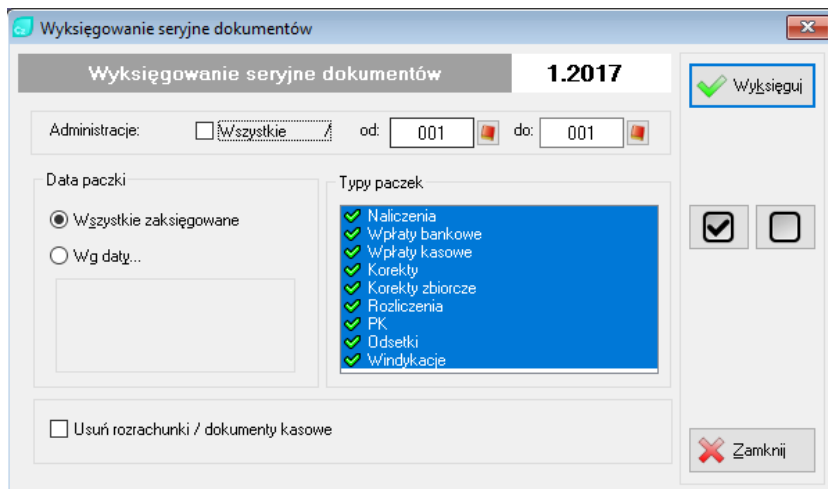 Wyksięgowanie seryjne dokumentów
Wyksięgowanie seryjne dokumentów 1.2017
Wyksięguj
Administracje: Wszystkie / od: 001 do: 001
Data paczki
Wszystkie zaksięgowane
Wg daty...
Typy paczek
Naliczenia
Wpłaty bankowe
Wpłaty kasowe
Korekty
Korekty zbiorcze
Rozliczenia
PK
Odsetki
Windykacje
Usuń rozrachunki / dokumenty kasowe
Zamknij